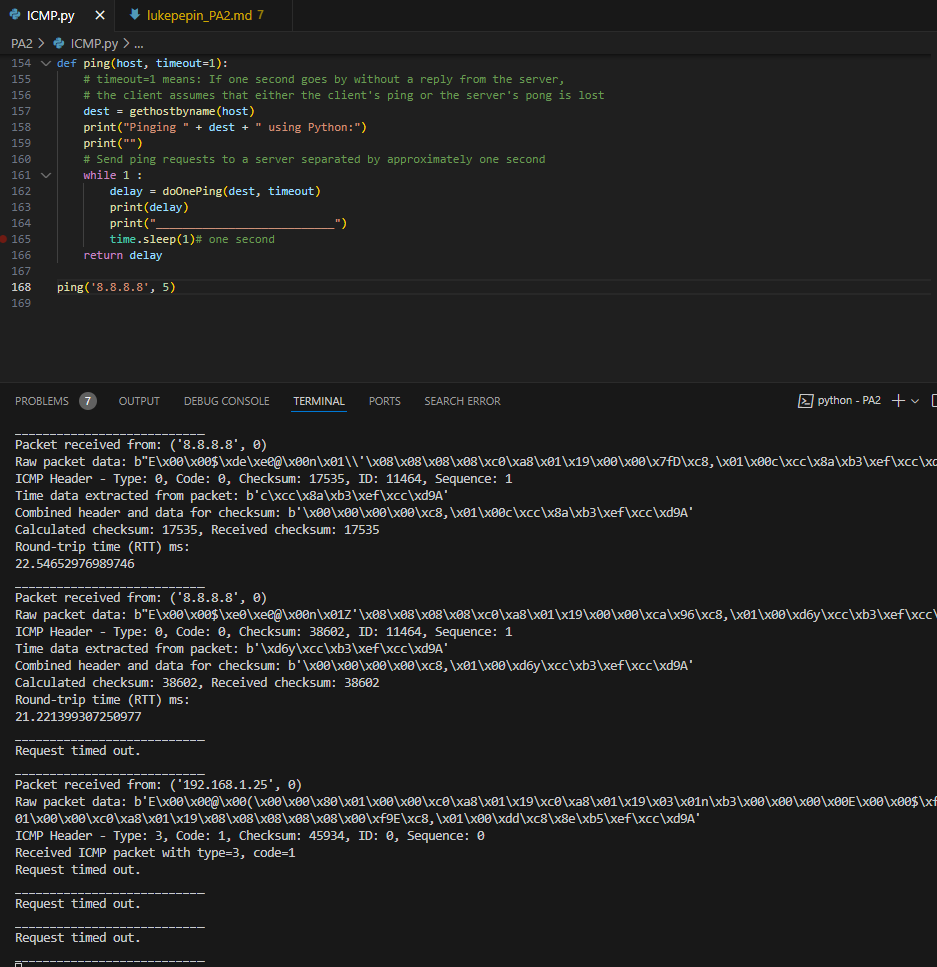 ICMP.py × lukepepin_PA2.md 7
PA2 > ICMP.py > ...
154 def ping(host, timeout=1):
155 # timeout=1 means: If one second goes by without a reply from the server,
156 # the client assumes that either the client's ping or the server's pong is lost
157 dest = gethostbyname(host)
158 print("Pinging " + dest + " using Python:")
159 print("")
160 # Send ping requests to a server separated by approximately one second
161 while 1 :
162 delay = doOnePing(dest, timeout)
163 print(delay)
164 print("___________________________")
165 time.sleep(1)# one second
166 return delay
167
168 ping('8.8.8.8', 5)
169
PROBLEMS 7 OUTPUT DEBUG CONSOLE TERMINAL PORTS SEARCH ERROR python - PA2
___________________________
Packet received from: ('8.8.8.8', 0)
Raw packet data: b"E\x00\x00$\xde\xe0@\x00n\x01\\'\x08\x08\x08\x08\xc0\xa8\x01\x19\x00\x00\x7fD\xc8,\x01\x00c\xcc\x8a\xb3\xef\xcc\xd
ICMP Header - Type: 0, Code: 0, Checksum: 17535, ID: 11464, Sequence: 1
Time data extracted from packet: b'c\xcc\x8a\xb3\xef\xcc\xd9A'
Combined header and data for checksum: b'\x00\x00\x00\x00\xc8,\x01\x00c\xcc\x8a\xb3\xef\xcc\xd9A'
Calculated checksum: 17535, Received checksum: 17535
Round-trip time (RTT) ms:
22.54652976989746
___________________________
Packet received from: ('8.8.8.8', 0)
Raw packet data: b"E\x00\x00$\xe0\xe0@\x00n\x01Z'\x08\x08\x08\x08\xc0\xa8\x01\x19\x00\x00\xca\x96\xc8,\x01\x00\xd6y\xcc\xb3\xef\xcc\
ICMP Header - Type: 0, Code: 0, Checksum: 38602, ID: 11464, Sequence: 1
Time data extracted from packet: b'\xd6y\xcc\xb3\xef\xcc\xd9A'
Combined header and data for checksum: b'\x00\x00\x00\x00\xc8,\x01\x00\xd6y\xcc\xb3\xef\xcc\xd9A'
Calculated checksum: 38602, Received checksum: 38602
Round-trip time (RTT) ms:
21.221399307250977
___________________________
Request timed out.
___________________________
Packet received from: ('192.168.1.25', 0)
Raw packet data: b'E\x00\x00@\x00(\x00\x00\x80\x01\x00\x00\xc0\xa8\x01\x19\xc0\xa8\x01\x19\x03\x01n\xb3\x00\x00\x00\x00E\x00\x00$\xf
01\x00\x00\xc0\xa8\x01\x19\x08\x08\x08\x08\x08\x00\xf9E\xc8,\x01\x00\xdd\xc8\x8e\xb5\xef\xcc\xd9A'
ICMP Header - Type: 3, Code: 1, Checksum: 45934, ID: 0, Sequence: 0
Received ICMP packet with type=3, code=1
Request timed out.
___________________________
Request timed out.
___________________________
Request timed out.
___________________________